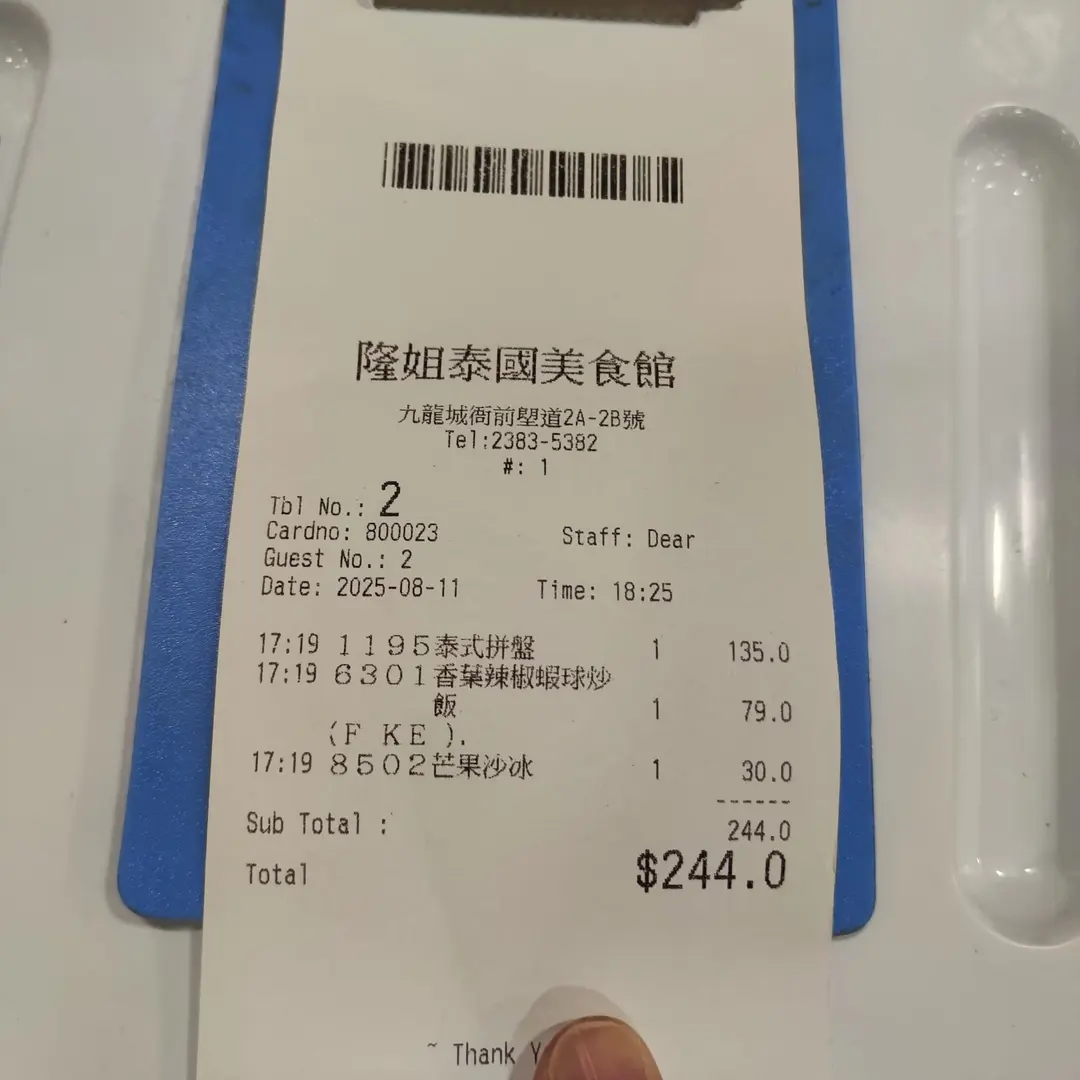 隆姐泰國美食館
九龍城衙前塱道2A-2B號
Tel:2383-5382
#: 1
Tbl No.: 2
Cardno: 800023 Staff: Dear
Guest No.: 2
Date: 2025-08-11 Time: 18:25
17:19 1195泰式拼盤 1 135.0
17:19 6301香葉辣椒蝦球炒
飯 1 79.0
(F KE ).
17:19 8502芒果沙冰 1 30.0
------
Sub Total : 244.0
Total $244.0
~ Thank Y